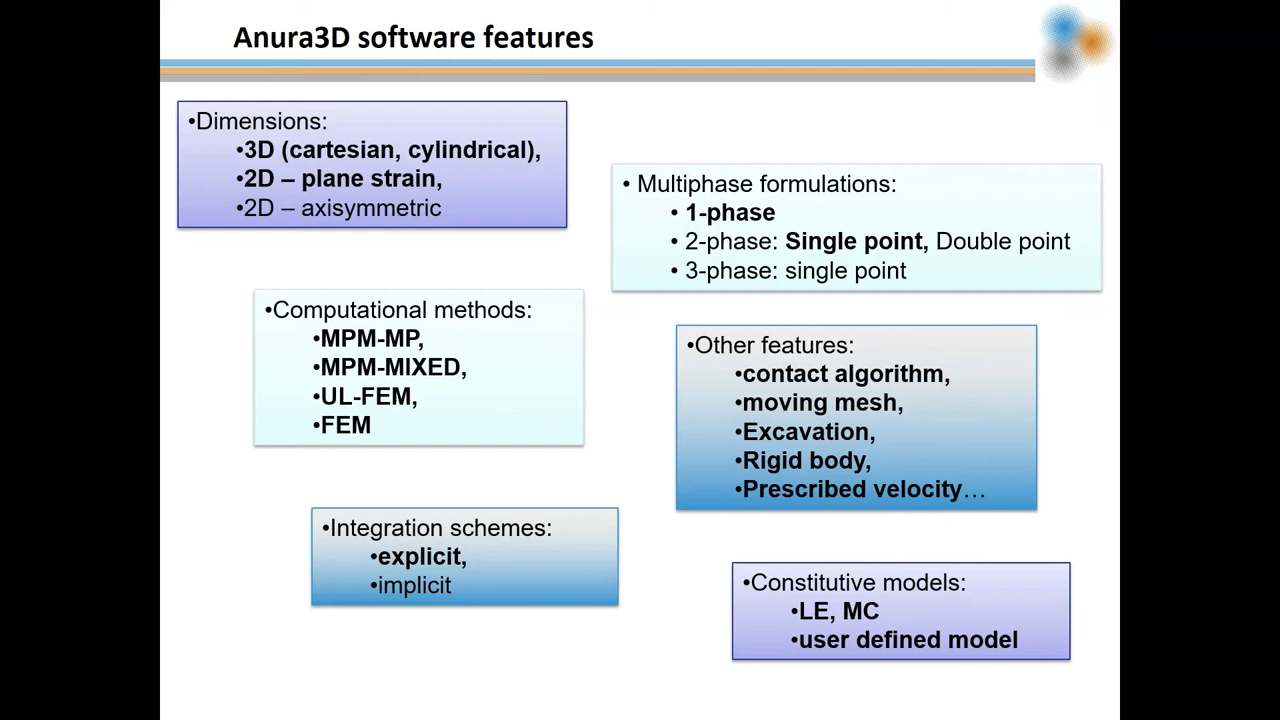 Anura3D software features
•Dimensions:
•3D (cartesian, cylindrical),
•2D – plane strain,
•2D – axisymmetric
• Multiphase formulations:
• 1-phase
• 2-phase: Single point, Double point
• 3-phase: single point
•Computational methods:
•MPM-MP,
•MPM-MIXED,
•UL-FEM,
•FEM
•Other features:
•contact algorithm,
•moving mesh,
•Excavation,
•Rigid body,
•Prescribed velocity…
•Integration schemes:
•explicit,
•implicit
•Constitutive models:
•LE, MC
•user defined model